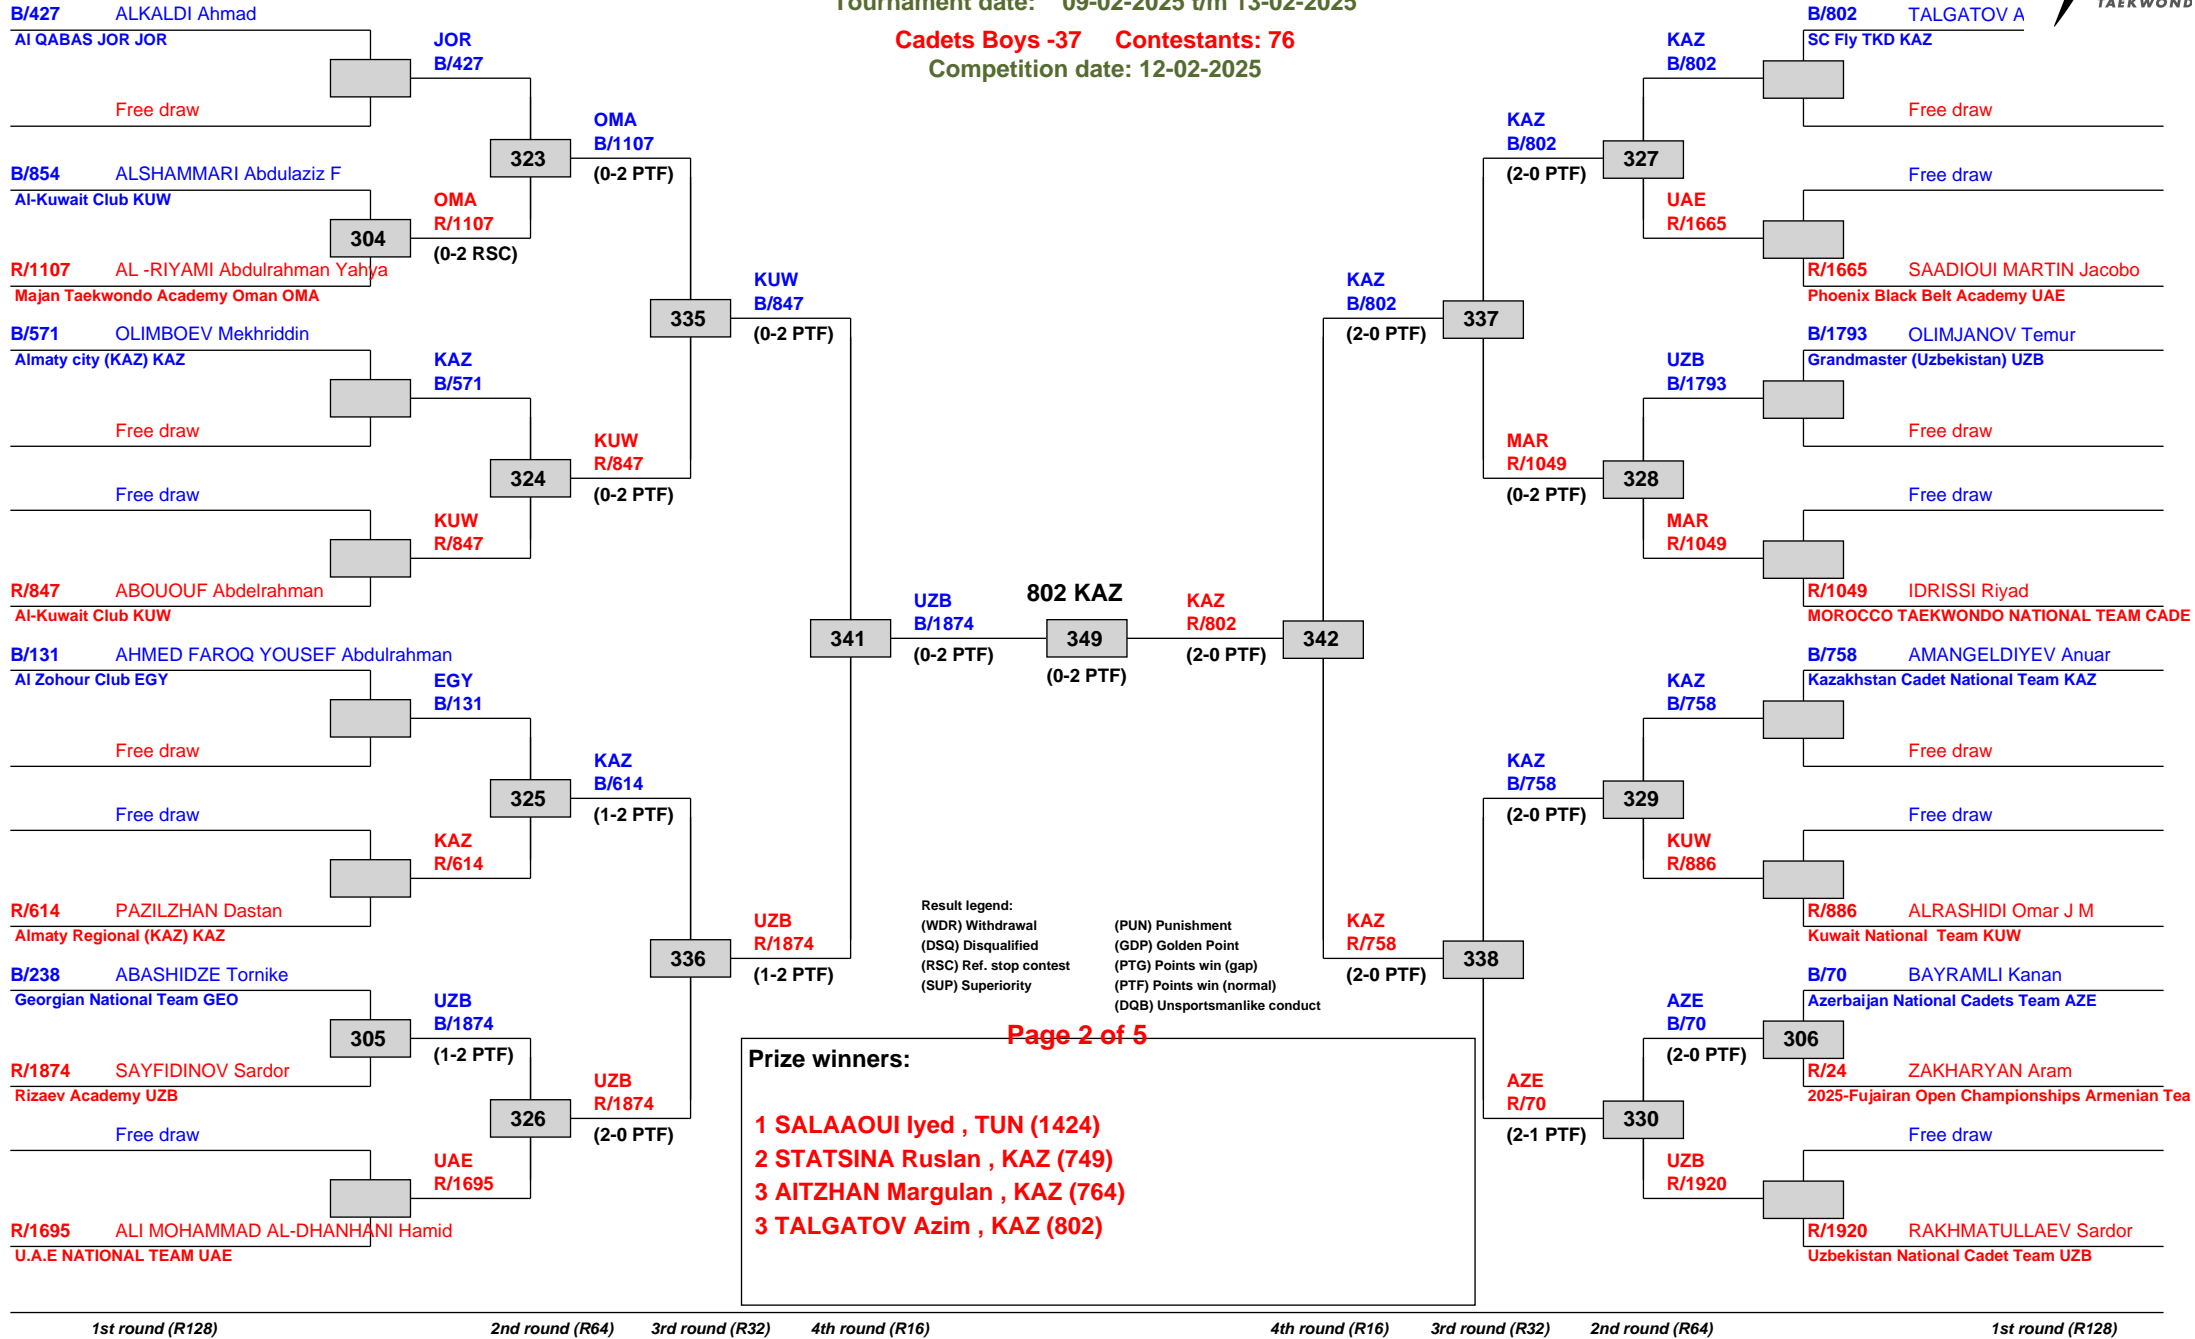 Tournament date: 09-02-2025 t/m 13-02-2025
Cadets Boys -37 Contestants: 76
Competition date: 12-02-2025
B/427 ALKALDI Ahmad
Al QABAS JOR JOR
Free draw
B/854 ALSHAMMARI Abdulaziz F
Al-Kuwait Club KUW
R/1107 AL -RIYAMI Abdulrahman Yahya
Majan Taekwondo Academy Oman OMA
B/571 OLIMBOEV Mekhriddin
Almaty city (KAZ) KAZ
Free draw
Free draw
R/847 ABOUOUF Abdelrahman
Al-Kuwait Club KUW
B/131 AHMED FAROQ YOUSEF Abdulrahman
Al Zohour Club EGY
Free draw
Free draw
R/614 PAZILZHAN Dastan
Almaty Regional (KAZ) KAZ
B/238 ABASHIDZE Tornike
Georgian National Team GEO
R/1874 SAYFIDINOV Sardor
Rizaev Academy UZB
Free draw
R/1695 ALI MOHAMMAD AL-DHANHANI Hamid
U.A.E NATIONAL TEAM UAE
304
305
JOR
B/427
OMA
R/1107
(0-2 RSC)
KAZ
B/571
KUW
R/847
EGY
B/131
KAZ
R/614
UZB
B/1874
(1-2 PTF)
UAE
R/1695
323
324
325
326
OMA
B/1107
(0-2 PTF)
KUW
R/847
(0-2 PTF)
KAZ
B/614
(1-2 PTF)
UZB
R/1874
(2-0 PTF)
335
336
KUW
B/847
(0-2 PTF)
UZB
R/1874
(1-2 PTF)
341
UZB
B/1874
(0-2 PTF)
802 KAZ
349
(0-2 PTF)
KAZ
R/802
(2-0 PTF)
342
KAZ
B/802
(2-0 PTF)
KAZ
R/758
(2-0 PTF)
337
338
KAZ
B/802
(2-0 PTF)
MAR
R/1049
(0-2 PTF)
KAZ
B/758
(2-0 PTF)
AZE
R/70
(2-1 PTF)
327
328
329
330
KAZ
B/802
UAE
R/1665
UZB
B/1793
MAR
R/1049
KAZ
B/758
KUW
R/886
AZE
B/70
(2-0 PTF)
UZB
R/1920
306
TAEKWOND
B/802 TALGATOV A
SC Fly TKD KAZ
Free draw
Free draw
R/1665 SAADIOUI MARTIN Jacobo
Phoenix Black Belt Academy UAE
B/1793 OLIMJANOV Temur
Grandmaster (Uzbekistan) UZB
Free draw
Free draw
R/1049 IDRISSI Riyad
MOROCCO TAEKWONDO NATIONAL TEAM CADE
B/758 AMANGELDIYEV Anuar
Kazakhstan Cadet National Team KAZ
Free draw
Free draw
R/886 ALRASHIDI Omar J M
Kuwait National Team KUW
B/70 BAYRAMLI Kanan
Azerbaijan National Cadets Team AZE
R/24 ZAKHARYAN Aram
2025-Fujairan Open Championships Armenian Tea
Free draw
R/1920 RAKHMATULLAEV Sardor
Uzbekistan National Cadet Team UZB
Result legend:
(WDR) Withdrawal (PUN) Punishment
(DSQ) Disqualified (GDP) Golden Point
(RSC) Ref. stop contest (PTG) Points win (gap)
(SUP) Superiority (PTF) Points win (normal)
(DQB) Unsportsmanlike conduct
Page 2 of 5
Prize winners:
1 SALAAOUI Iyed , TUN (1424)
2 STATSINA Ruslan , KAZ (749)
3 AITZHAN Margulan , KAZ (764)
3 TALGATOV Azim , KAZ (802)
1st round (R128) 2nd round (R64) 3rd round (R32) 4th round (R16) 4th round (R16) 3rd round (R32) 2nd round (R64) 1st round (R128)